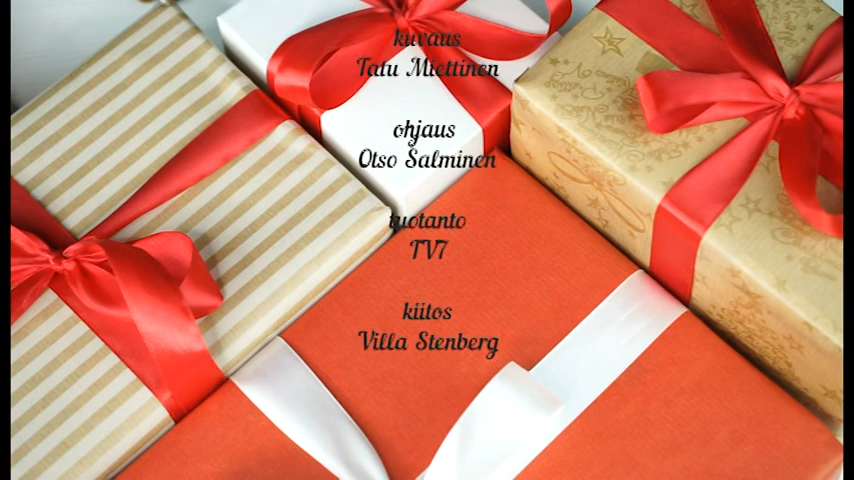 kuvaus
Tatu Miettinen
ohjaus
Otso Salminen
tuotanto
TV7
kiitos
Villa Stenberg